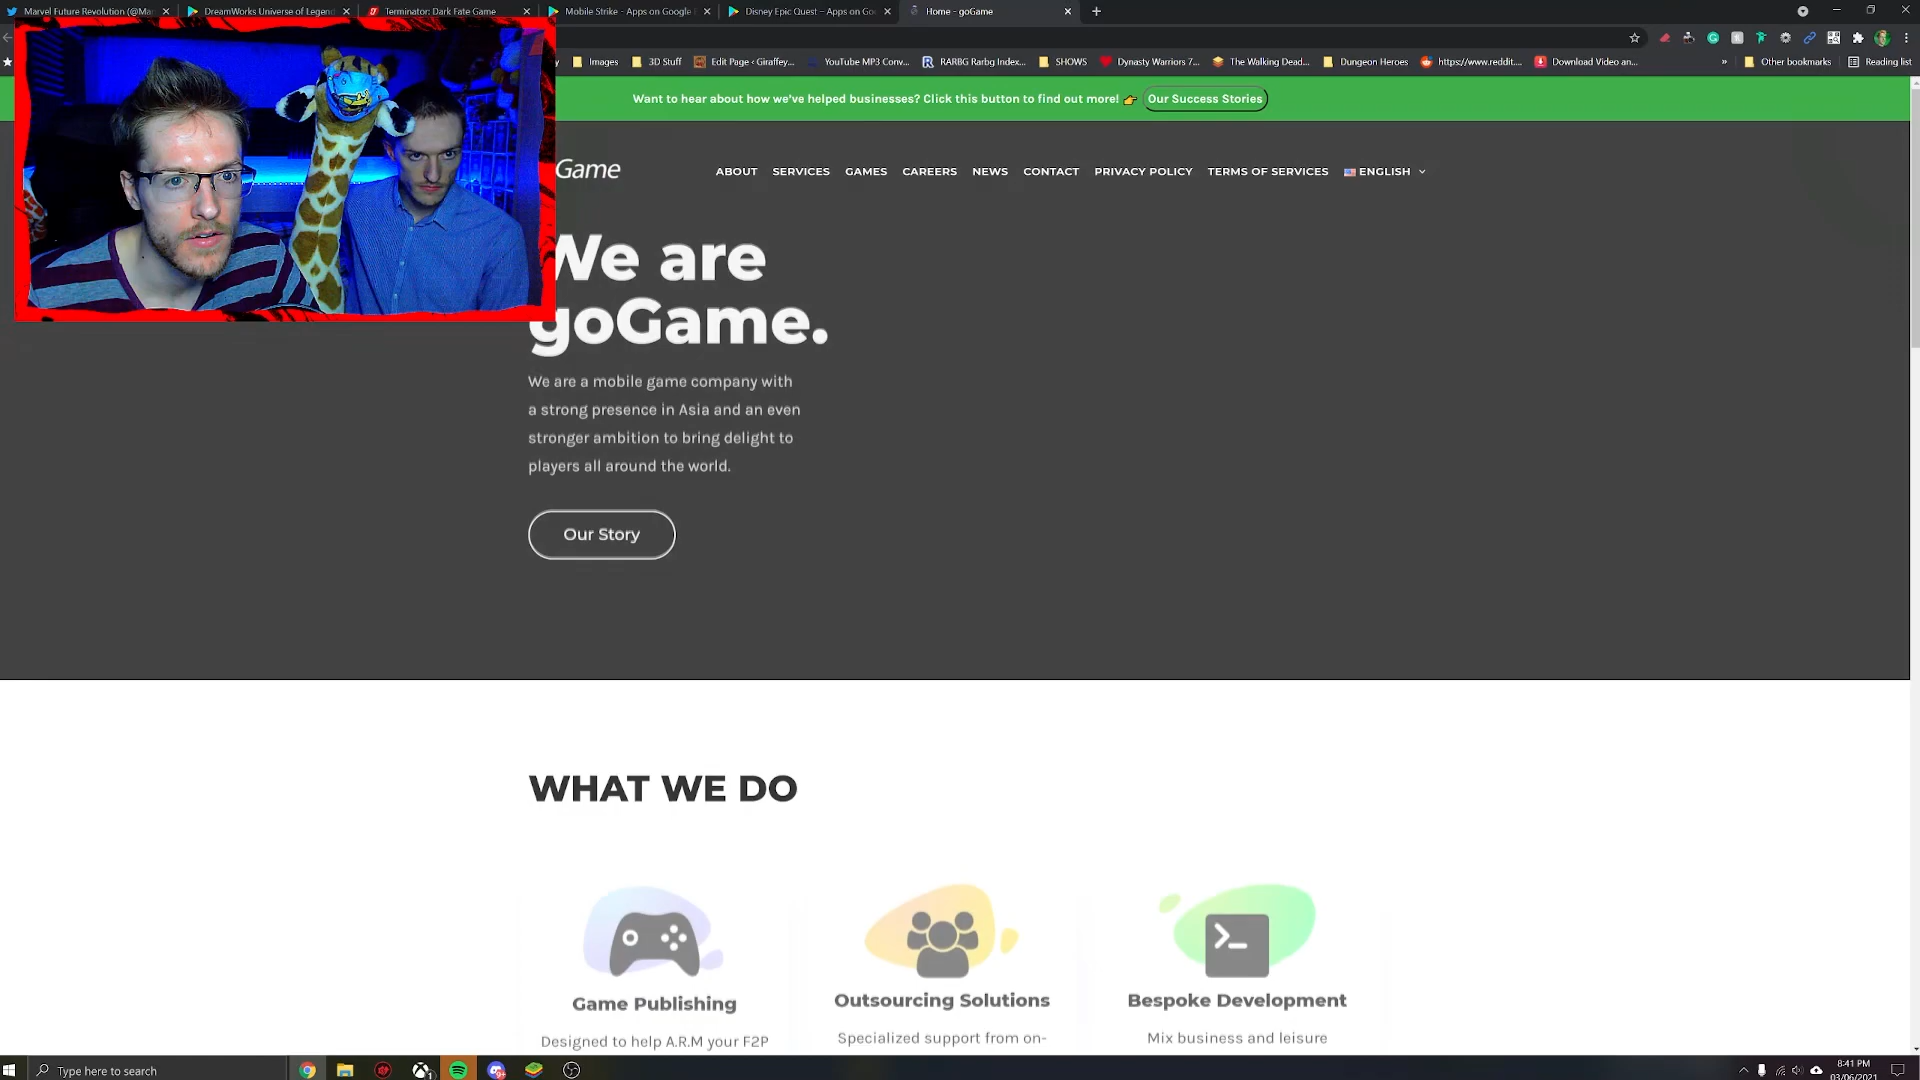 Marvel Future Revolution (@Ma
DreamWorks Universe of Legend
Terminator: Dark Fate Game
Mobile Strike - Apps on Google
Disney Epic Quest – Apps on Go
Home - goGame
Images
3D Stuff
Edit Page ‹ Giraffey...
YouTube MP3 Conv...
RARBG Rarbg Index...
SHOWS
Dynasty Warriors 7...
The Walking Dead...
Dungeon Heroes
https://www.reddit....
Download Video an...
»
Other bookmarks
Reading list
Want to hear about how we've helped businesses? Click this button to find out more! 👉 Our Success Stories
Game
ABOUT SERVICES GAMES CAREERS NEWS CONTACT PRIVACY POLICY TERMS OF SERVICES ENGLISH
We are
goGame.
We are a mobile game company with
a strong presence in Asia and an even
stronger ambition to bring delight to
players all around the world.
Our Story
WHAT WE DO
Game Publishing
Designed to help A.R.M your F2P
Outsourcing Solutions
Specialized support from on-
Bespoke Development
Mix business and leisure
Type here to search
8:41 PM
03/06/2021